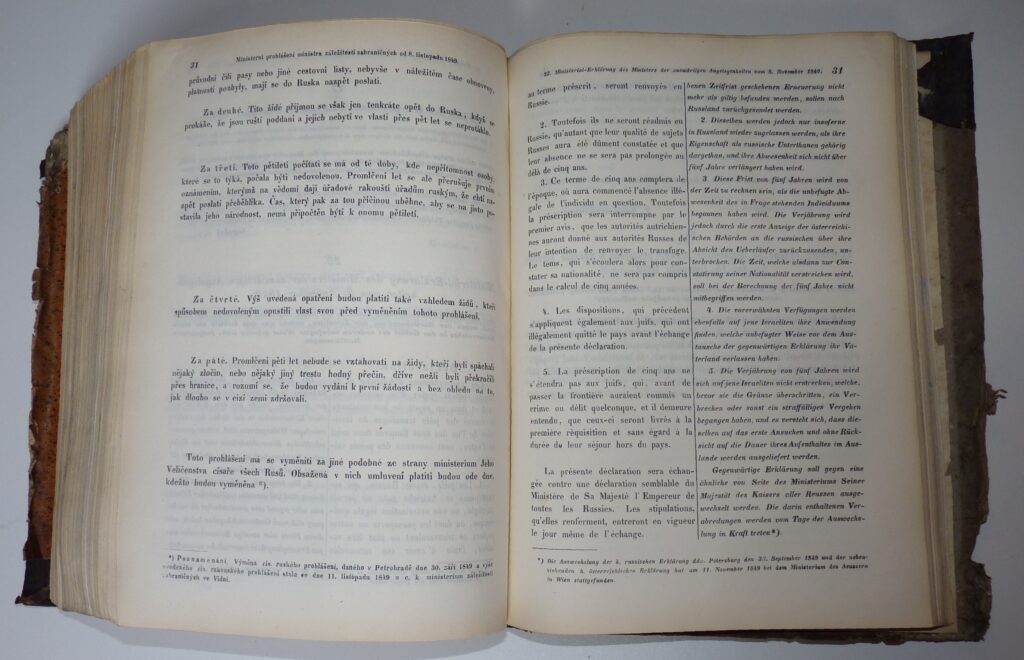 31
Ministerní prohlášení ministra záležitostí zahraničných od 8. listopadu 1849.
průvodní čili pasy nebo jiné cestovní listy, nebyvše v náležitém čase obnoveny,
platnosti pozbyly, mají se do Ruska nazpět poslati.
Za druhé. Tito židé přijmou se však jen tenkráte opět do Ruska, když se
prokáže, že jsou ruští poddaní a jejich nebytí ve vlasti přes pět let se neprotáhlo.
Za třetí. Toto pětiletí počítati se má od té doby, kde nepřítomnost osoby,
které se to týká, počala býti nedovolenou. Promlčení let se ale přerušuje prvním
oznámením, kterýmž na vědomí dají úřadové rakouští úřadům ruským, že chtí na-
zpět poslati přeběhlíka. Čas, který pak za tou příčinou uběhne, aby se na jisto po-
stavila jeho národnost, nemá připočten býti k onomu pětiletí.
Za čtvrté. Výš uvedená opatření budou platiti také vzhledem židů, kteří
spůsobem nedovoleným opustili vlast svou před vyměněním tohoto prohlášení.
Za páté. Promlčení pěti let nebude se vztahovati na židy, kteří byli spáchali
nějaký zločin, nebo nějaký jiný trestu hodný přečin, dříve nežli byli překročili
přes hranice, a rozumí se, že budou vydáni k první žádosti a bez ohledu na to,
jak dlouho se v cizí zemi zdržovali.
Toto prohlášení má se vyměniti za jiné podobné ze strany ministerium Jeho
Veličenstva císaře všech Rusů. Obsažená v nich umluvení platiti budou ode dne,
kdežto budou vyměněna *).
*) Poznamenání. Výměna cís. ruského prohlášení, daného v Petrohradě dne 30. září 1849 a výš
uvedeného cís. rakouského prohlášení stala se dne 11. listopadu 1849 u c. k. ministerium záležitostí
zahraničných ve Vídni.
22. Ministerial-Erklärung des Ministers der auswärtigen Angelegenheiten vom 8. November 1849.
31
au terme préscrit, seront renvoyés en
Russie.
2. Toutefois ils ne seront réadmis en
Russie, qu'autant que leur qualité de sujets
Russes aura été dûment constatée et que
leur absence ne se sera pas prolongée au
délà de cinq ans.
3. Ce terme de cinq ans comptera de
l'époque, où aura commencé l'absence illé-
gale de l'individu en question. Toutefois
la préscription sera interrompue par le
premier avis, que les autorités autrichien-
nes auront donné aux autorités Russes de
leur intention de renvoyer le transfuge.
Le tems, qui s'écoulera alors pour con-
stater sa nationalité, ne sera pas compris
dans le calcul de cinq années.
4. Les dispositions, qui précèdent
s'appliquent également aux juifs, qui ont
illégalement quitté le pays avant l'échange
de la présente déclaration.
5. La préscription de cinq ans ne
s'étendra pas aux juifs, qui, avant de
passer la frontière auraient commis un
crime ou délit quelconque, et il demeure
entendu, que ceux-ci seront livrés à la
première rèquisition et sans égard à la
durée de leur séjour hors du pays.
La présente déclaration sera échan-
gée contre une déclaration semblable du
Ministère de Sa Majesté l'Empereur de
toutes les Russies. Les stipulations,
qu'elles renferment, entreront en vigueur
le jour même de l'échange.
benen Zeitfrist geschehenen Erneuerung nicht
mehr als giltig befunden werden, sollen nach
Russland zurückgesendet werden.
2. Dieselben werden jedoch nur insoferne
in Russland wieder zugelassen werden, als ihre
Eigenschaft als russische Unterthanen gehörig
dargethan, und ihre Abwesenheit sich nicht über
fünf Jahre verlängert haben wird.
3. Diese Frist von fünf Jahren wird von
der Zeit zu rechnen sein, als die unbefugte Ab-
wesenheit des in Frage stehenden Individuums
begonnen haben wird. Die Verjährung wird
jedoch durch die erste Anzeige der österreichi-
schen Behörden an die russischen über ihre
Absicht den Ueberläufer zurückzusenden, un-
terbrochen. Die Zeit, welche alsdann zur Con-
statirung seiner Nationalität verstreichen wird,
soll bei der Berechnung der fünf Jahre nicht
mitbegriffen werden.
4. Die vorerwähnten Verfügungen werden
ebenfalls auf jene Israeliten ihre Anwendung
finden, welche unbefugter Weise vor dem Aus-
tausche der gegenwärtigen Erklärung ihr Va-
terland verlassen haben.
5. Die Verjährung von fünf Jahren wird
sich auf jene Israeliten nicht erstrecken, welche,
bevor sie die Gränze überschritten, ein Ver-
brechen oder sonst ein straffälliges Vergehen
begangen haben, und es versteht sich, dass die-
selben auf das erste Ansuchen und ohne Rück-
sicht auf die Dauer ihres Aufenthaltes im Aus-
lande werden ausgeliefert werden.
Gegenwärtige Erklärung soll gegen eine
ähnliche von Seite des Ministeriums Seiner
Majestät des Kaisers aller Reussen ausge-
wechselt werden. Die darin enthaltenen Ver-
abredungen werden vom Tage der Auswechs-
lung in Kraft treten*).
*) Die Auswechslung der k. russischen Erklärung ddo. Petersburg den September 1849 und der neben-
stehenden k. österreichischen Erklärung hat am 11. November 1849 bei dem Ministerium des Aeussern
in Wien stattgefunden.